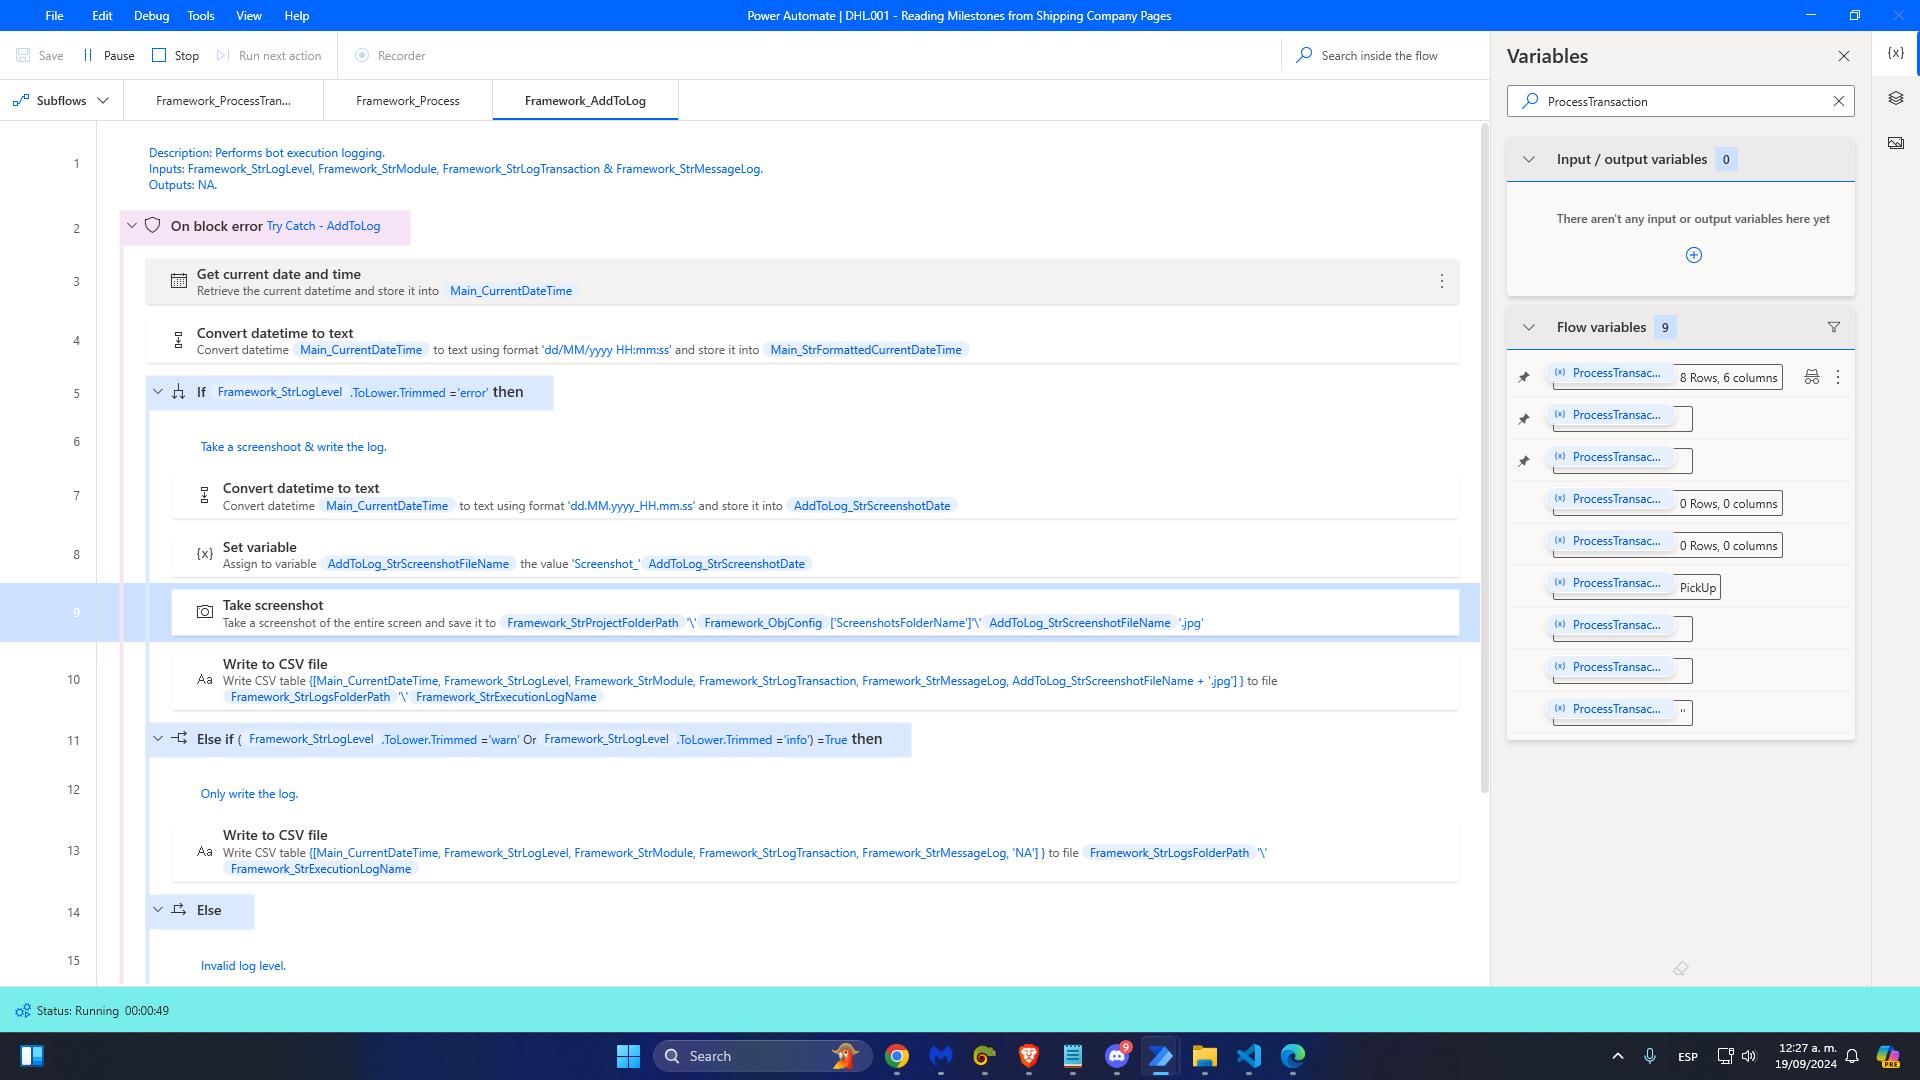 File Edit Debug Tools View Help
Power Automate | DHL.001 - Reading Milestones from Shipping Company Pages
Save Pause Stop Run next action Recorder
Search inside the flow
Subflows
Framework_ProcessTran...
Framework_Process
Framework_AddToLog
1
Description: Performs bot execution logging.
Inputs: Framework_StrLogLevel, Framework_StrModule, Framework_StrLogTransaction & Framework_StrMessageLog.
Outputs: NA.
2
On block error Try Catch - AddToLog
3
Get current date and time
Retrieve the current datetime and store it into Main_CurrentDateTime
4
Convert datetime to text
Convert datetime Main_CurrentDateTime to text using format 'dd/MM/yyyy HH:mm:ss' and store it into Main_StrFormattedCurrentDateTime
5
If Framework_StrLogLevel .ToLower.Trimmed ='error' then
6
Take a screenshoot & write the log.
7
Convert datetime to text
Convert datetime Main_CurrentDateTime to text using format 'dd.MM.yyyy_HH.mm.ss' and store it into AddToLog_StrScreenshotDate
8
{x} Set variable
Assign to variable AddToLog_StrScreenshotFileName the value 'Screenshot_' AddToLog_StrScreenshotDate
9
Take screenshot
Take a screenshot of the entire screen and save it to Framework_StrProjectFolderPath '\' Framework_ObjConfig ['ScreenshotsFolderName']'\' AddToLog_StrScreenshotFileName '.jpg'
10
Aa Write to CSV file
Write CSV table {[Main_CurrentDateTime, Framework_StrLogLevel, Framework_StrModule, Framework_StrLogTransaction, Framework_StrMessageLog, AddToLog_StrScreenshotFileName + '.jpg'] } to file
Framework_StrLogsFolderPath '\' Framework_StrExecutionLogName
11
Else if ( Framework_StrLogLevel .ToLower.Trimmed ='warn' Or Framework_StrLogLevel .ToLower.Trimmed ='info') =True then
12
Only write the log.
13
Aa Write to CSV file
Write CSV table {[Main_CurrentDateTime, Framework_StrLogLevel, Framework_StrModule, Framework_StrLogTransaction, Framework_StrMessageLog, 'NA'] } to file Framework_StrLogsFolderPath '\'
Framework_StrExecutionLogName
14
Else
15
Invalid log level.
Status: Running 00:00:49
Variables
{x}
ProcessTransaction
Input / output variables 0
There aren't any input or output variables here yet
Flow variables 9
(x) ProcessTransac... 8 Rows, 6 columns
(x) ProcessTransac...
(x) ProcessTransac...
(x) ProcessTransac... 0 Rows, 0 columns
(x) ProcessTransac... 0 Rows, 0 columns
(x) ProcessTransac... PickUp
(x) ProcessTransac...
(x) ProcessTransac...
(x) ProcessTransac... ''
Search
9
ESP
12:27 a. m.
19/09/2024
PRE